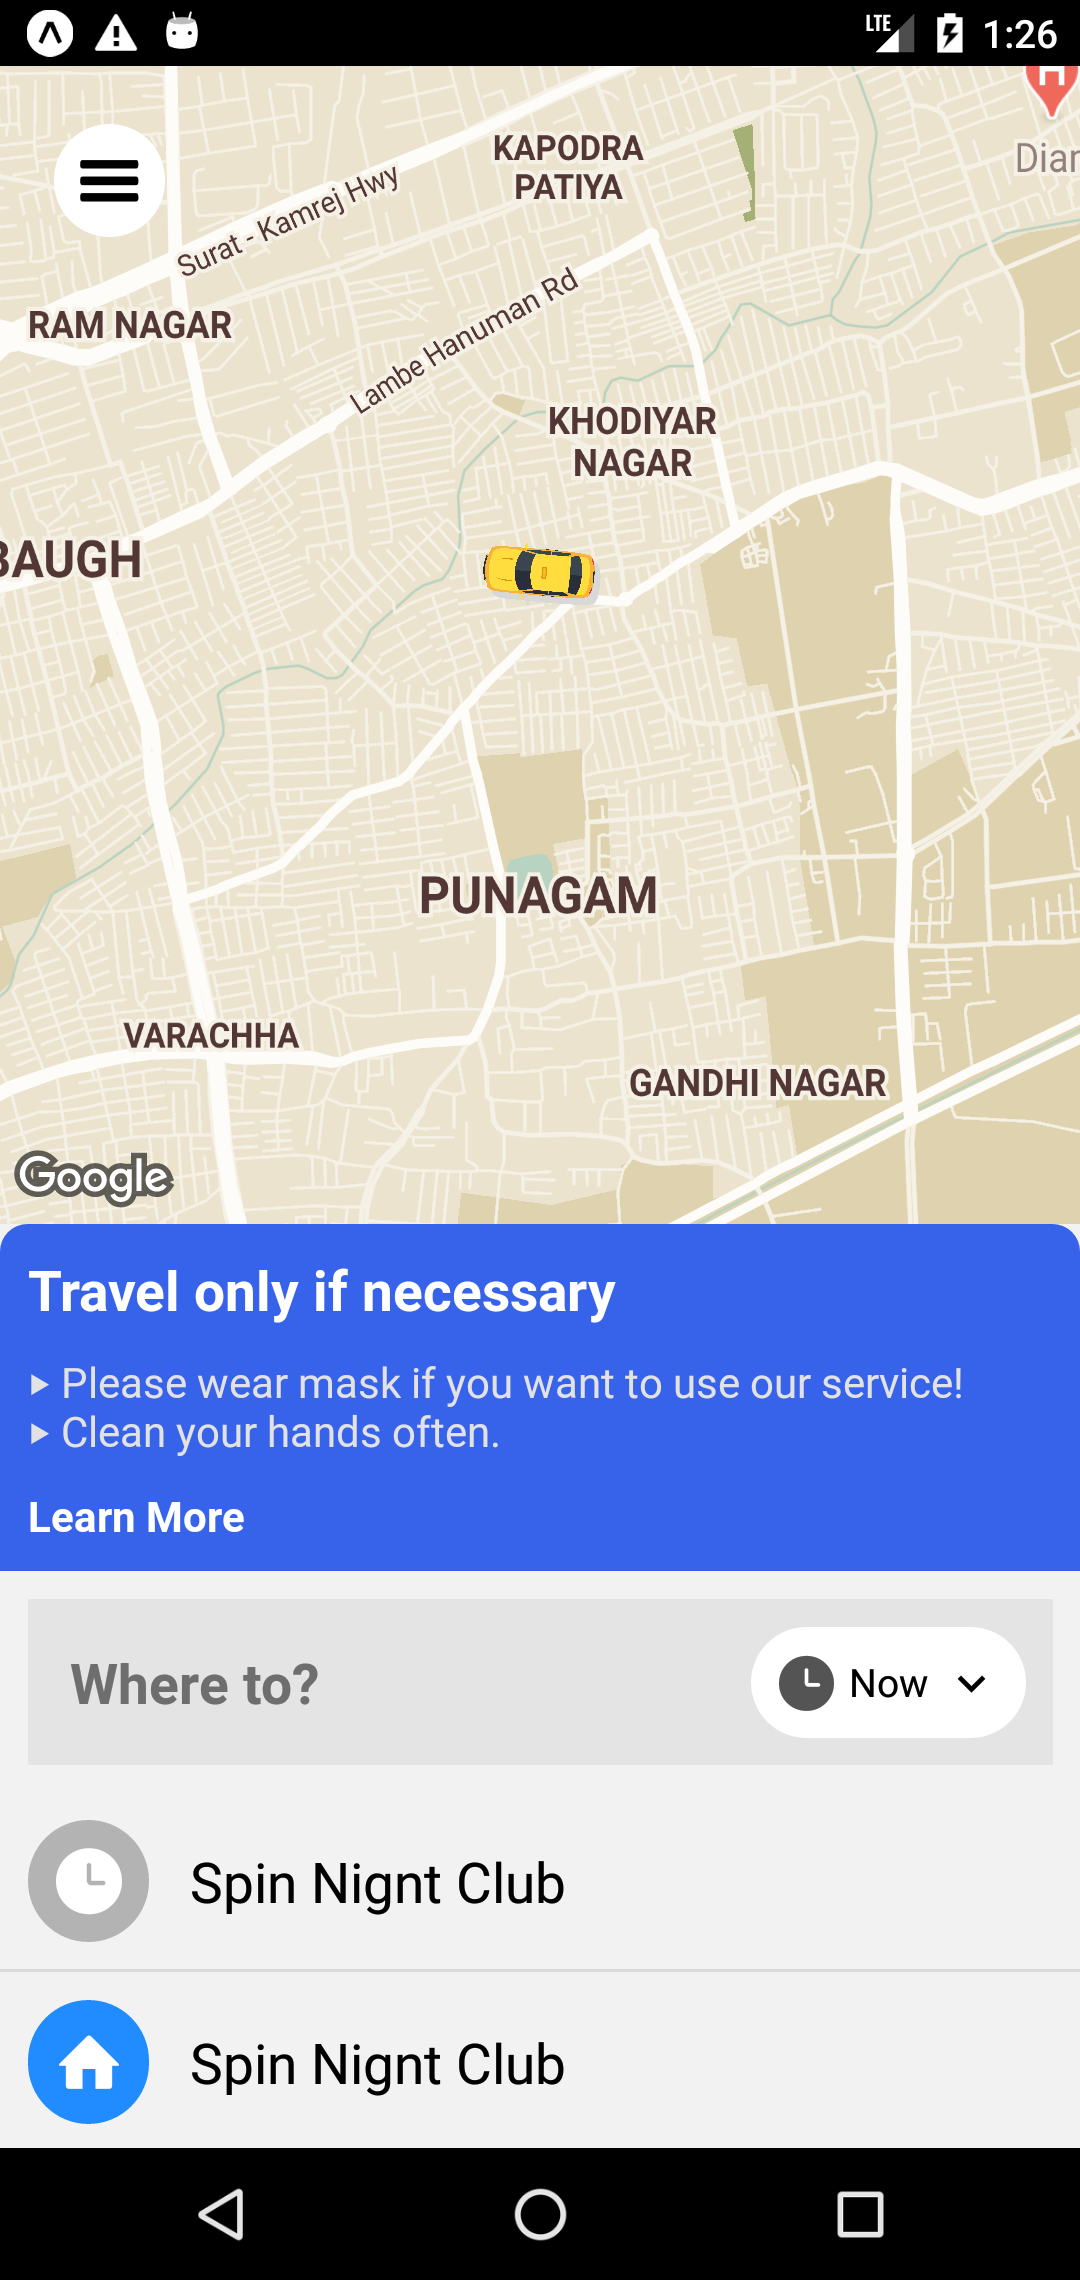 LTE 1:26
KAPODRA
PATIYA
Dian
Surat - Kamrej Hwy
RAM NAGAR
Lambe Hanuman Rd
KHODIYAR
NAGAR
BAUGH
PUNAGAM
VARACHHA
GANDHI NAGAR
Google
Travel only if necessary
Please wear mask if you want to use our service!
Clean your hands often.
Learn More
Where to?
Now
Spin Nignt Club
Spin Nignt Club